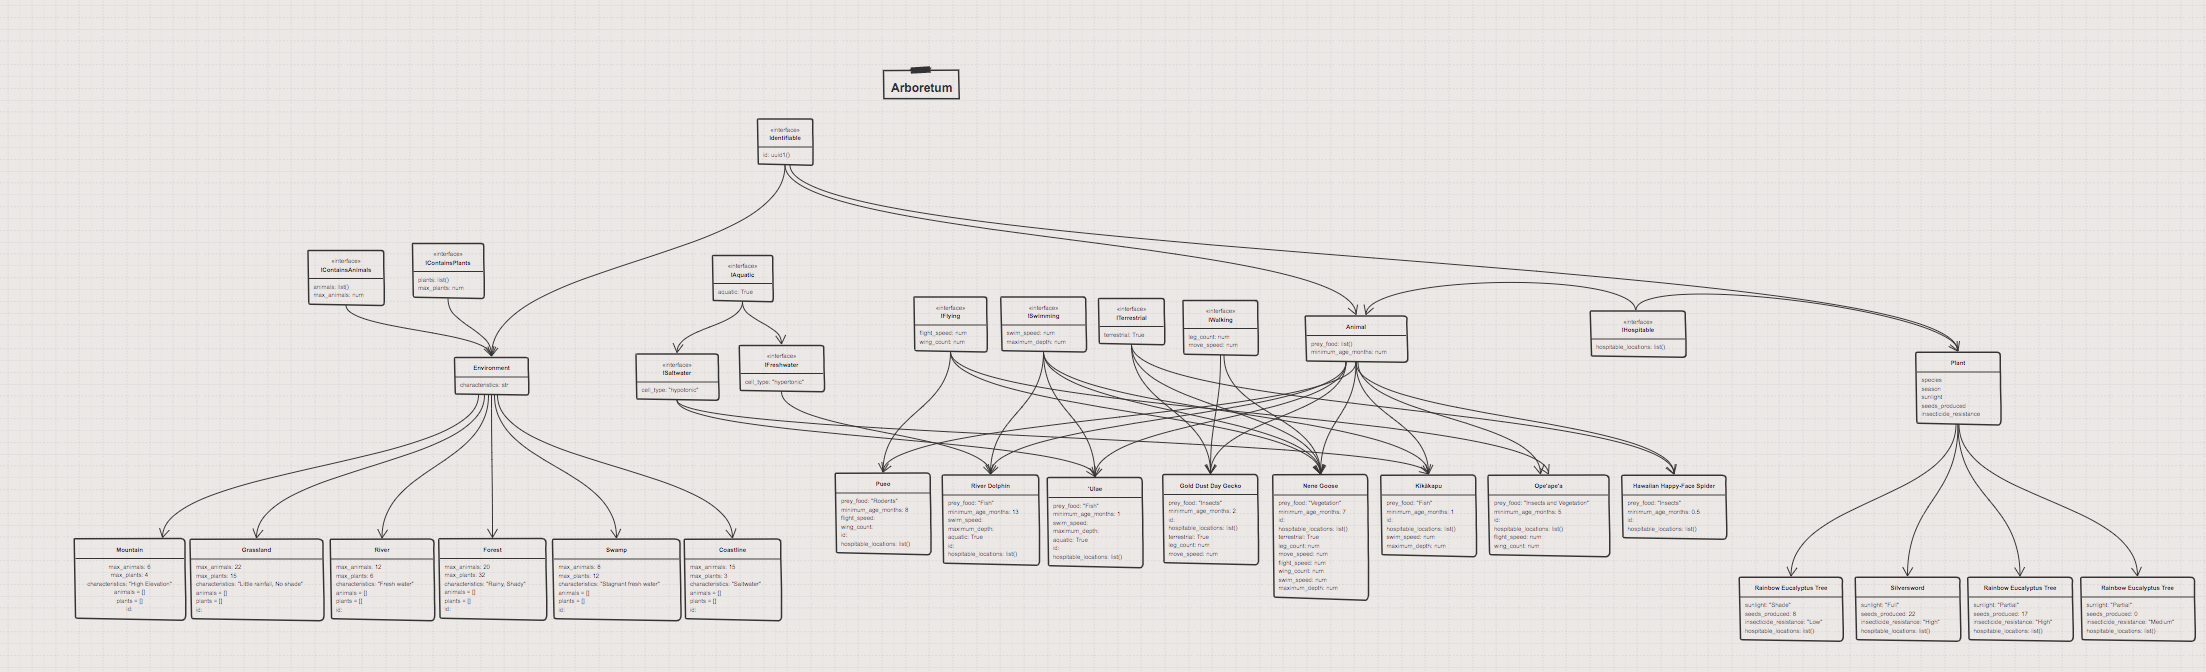 Arboretum
«interface»
Identifiable
id: uuid1()
«interface»
IContainsAnimals
animals: list()
max_animals: num
«interface»
IContainsPlants
plants: list()
max_plants: num
«interface»
IAquatic
aquatic: True
«interface»
IFlying
flight_speed: num
wing_count: num
«interface»
ISwimming
swim_speed: num
maximum_depth: num
«interface»
ITerrestrial
terrestrial: True
«interface»
IWalking
leg_count: num
move_speed: num
Animal
prey_food: list()
minimum_age_months: num
«interface»
IHospitable
hospitable_locations: list()
Environment
characteristics: str
«interface»
ISaltwater
cell_type: "hypotonic"
«interface»
IFreshwater
cell_type: "hypertonic"
Plant
species
season
sunlight
seeds_produced
insecticide_resistance
Pueo
prey_food: "Rodents"
minimum_age_months: 8
flight_speed:
wing_count:
id:
hospitable_locations: list()
River Dolphin
prey_food: "Fish"
minimum_age_months: 13
swim_speed:
maximum_depth:
aquatic: True
id:
hospitable_locations: list()
'Ulae
prey_food: "Fish"
minimum_age_months: 1
swim_speed:
maximum_depth:
aquatic: True
id:
hospitable_locations: list()
Gold Dust Day Gecko
prey_food: "Insects"
minimum_age_months: 2
id:
hospitable_locations: list()
terrestrial: True
leg_count: num
move_speed: num
Nene Goose
prey_food: "Vegetation"
minimum_age_months: 7
id:
hospitable_locations: list()
terrestrial: True
leg_count: num
move_speed: num
flight_speed: num
wing_count: num
swim_speed: num
maximum_depth: num
Kikākapu
prey_food: "Fish"
minimum_age_months: 1
id:
hospitable_locations: list()
swim_speed: num
maximum_depth: num
Ope'ape'a
prey_food: "Insects and Vegetation"
minimum_age_months: 5
id:
hospitable_locations: list()
flight_speed: num
wing_count: num
Hawaiian Happy-Face Spider
prey_food: "Insects"
minimum_age_months: 0.5
id:
hospitable_locations: list()
Mountain
max_animals: 6
max_plants: 4
characteristics: "High Elevation"
animals = []
plants = []
id:
Grassland
max_animals: 22
max_plants: 15
characteristics: "Little rainfall, No shade"
animals = []
plants = []
id:
River
max_animals: 12
max_plants: 6
characteristics: "Fresh water"
animals = []
plants = []
id:
Forest
max_animals: 20
max_plants: 32
characteristics: "Rainy, Shady"
animals = []
plants = []
id:
Swamp
max_animals: 8
max_plants: 12
characteristics: "Stagnant fresh water"
animals = []
plants = []
id:
Coastline
max_animals: 15
max_plants: 3
characteristics: "Saltwater"
animals = []
plants = []
id:
Rainbow Eucalyptus Tree
sunlight: "Shade"
seeds_produced: 8
insecticide_resistance: "Low"
hospitable_locations: list()
Silversword
sunlight: "Full"
seeds_produced: 22
insecticide_resistance: "High"
hospitable_locations: list()
Rainbow Eucalyptus Tree
sunlight: "Partial"
seeds_produced: 17
insecticide_resistance: "High"
hospitable_locations: list()
Rainbow Eucalyptus Tree
sunlight: "Partial"
seeds_produced: 0
insecticide_resistance: "Medium"
hospitable_locations: list()